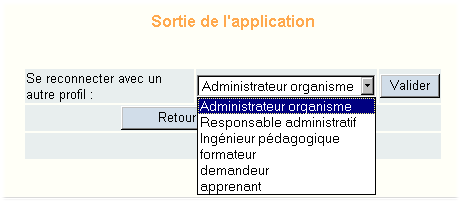 Sortie de l'application
Se reconnecter avec un
autre profil :
Administrateur organisme
Valider
Retour
Administrateur organisme
Responsable administratif
Ingénieur pédagogique
formateur
demandeur
apprenant